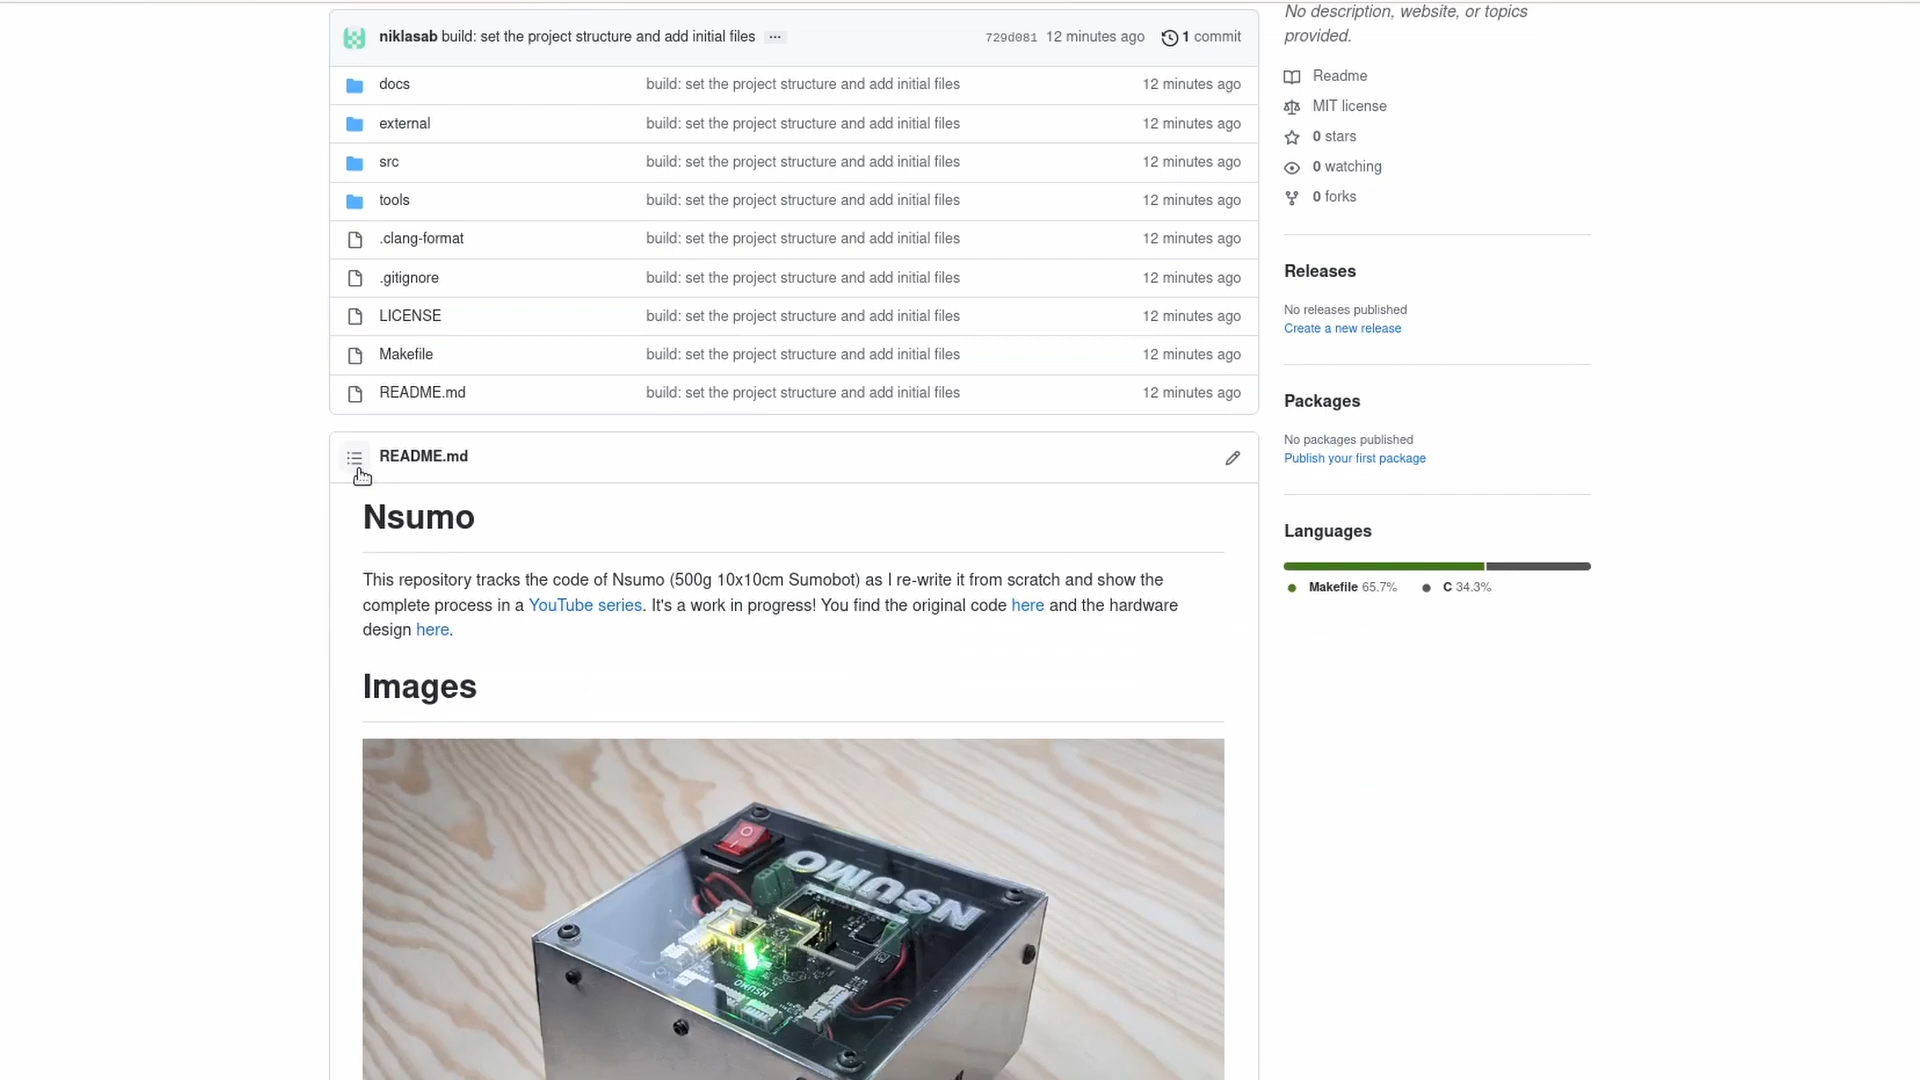 No description, website, or topics
provided.
niklasab build: set the project structure and add initial files ... 729d081 12 minutes ago 1 commit
docs build: set the project structure and add initial files 12 minutes ago
external build: set the project structure and add initial files 12 minutes ago
src build: set the project structure and add initial files 12 minutes ago
tools build: set the project structure and add initial files 12 minutes ago
.clang-format build: set the project structure and add initial files 12 minutes ago
.gitignore build: set the project structure and add initial files 12 minutes ago
LICENSE build: set the project structure and add initial files 12 minutes ago
Makefile build: set the project structure and add initial files 12 minutes ago
README.md build: set the project structure and add initial files 12 minutes ago
Readme
MIT license
0 stars
0 watching
0 forks
Releases
No releases published
Create a new release
Packages
No packages published
Publish your first package
Languages
Makefile 65.7% C 34.3%
README.md
Nsumo
This repository tracks the code of Nsumo (500g 10x10cm Sumobot) as I re-write it from scratch and show the
complete process in a YouTube series. It's a work in progress! You find the original code here and the hardware
design here.
Images
NSUMO
NSUMO